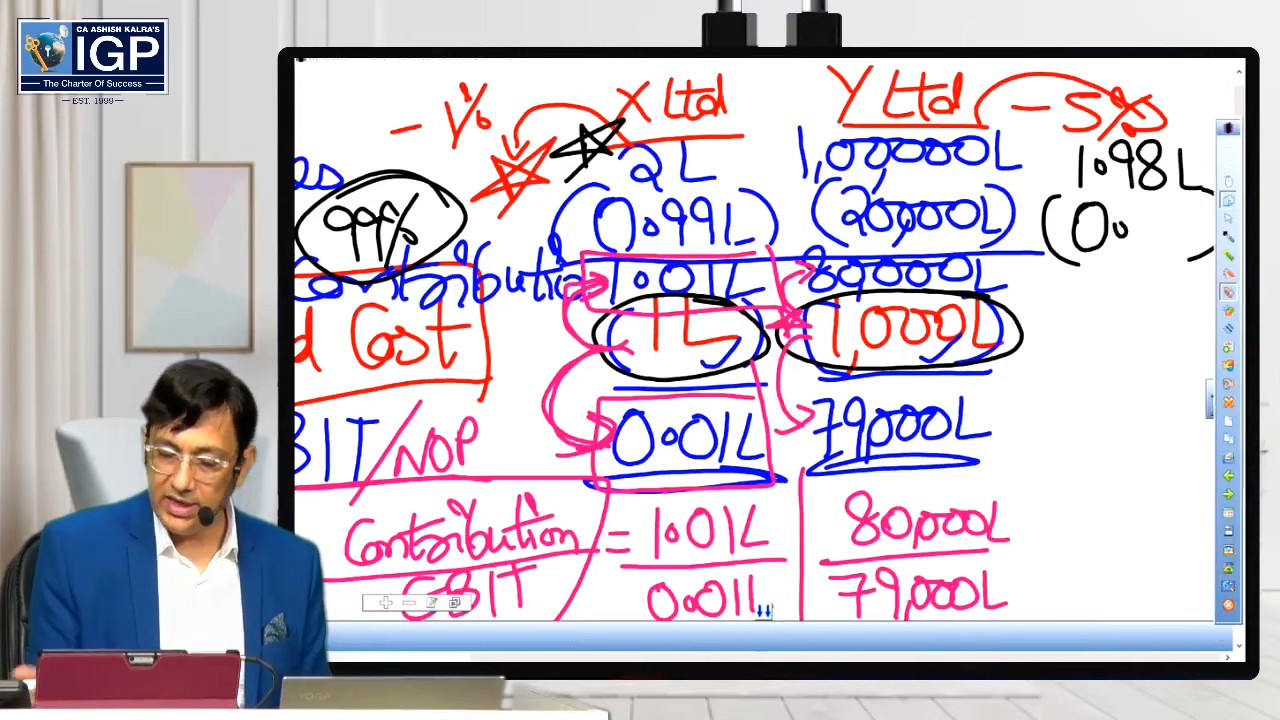 CA ASHISH KALRA'S
IGP
The Charter Of Success
EST. 1999
- 1% X Ltd Y Ltd - 5%
es 2L 1,00,000L 1.98L
99% (0.99L) (20,000L) (0. )
Contribution 1.01L 80,000L
d Cost (1L) (1,000L)
BIT/NOP 0.01L 79,000L
Contribution = 1.01L 80,000L
EBIT 0.01L 79,000L